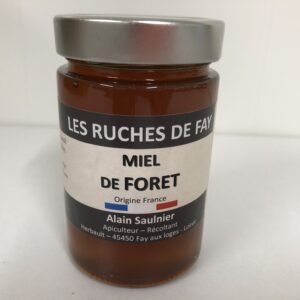 LES RUCHES DE FAY
MIEL
DE FORET
Origine France
Alain Saulnier
Apiculteur – Récoltant
Herbault – 45450 Fay aux loges - Loiret